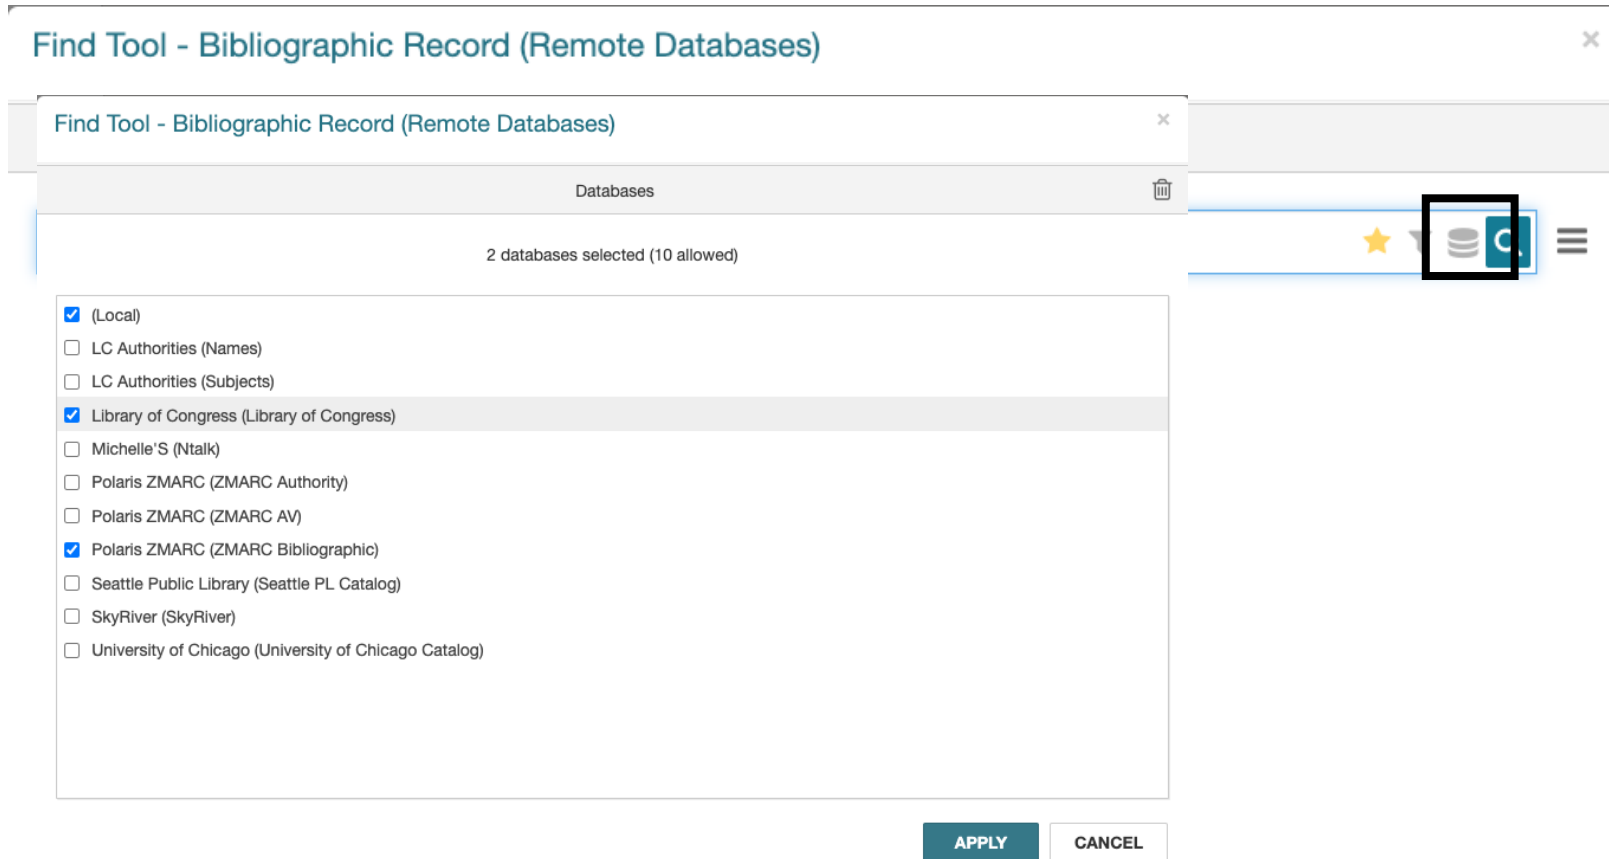 Find Tool - Bibliographic Record (Remote Databases)
Find Tool - Bibliographic Record (Remote Databases)
Databases
2 databases selected (10 allowed)
(Local)
LC Authorities (Names)
LC Authorities (Subjects)
Library of Congress (Library of Congress)
Michelle'S (Ntalk)
Polaris ZMARC (ZMARC Authority)
Polaris ZMARC (ZMARC AV)
Polaris ZMARC (ZMARC Bibliographic)
Seattle Public Library (Seattle PL Catalog)
SkyRiver (SkyRiver)
University of Chicago (University of Chicago Catalog)
APPLY CANCEL